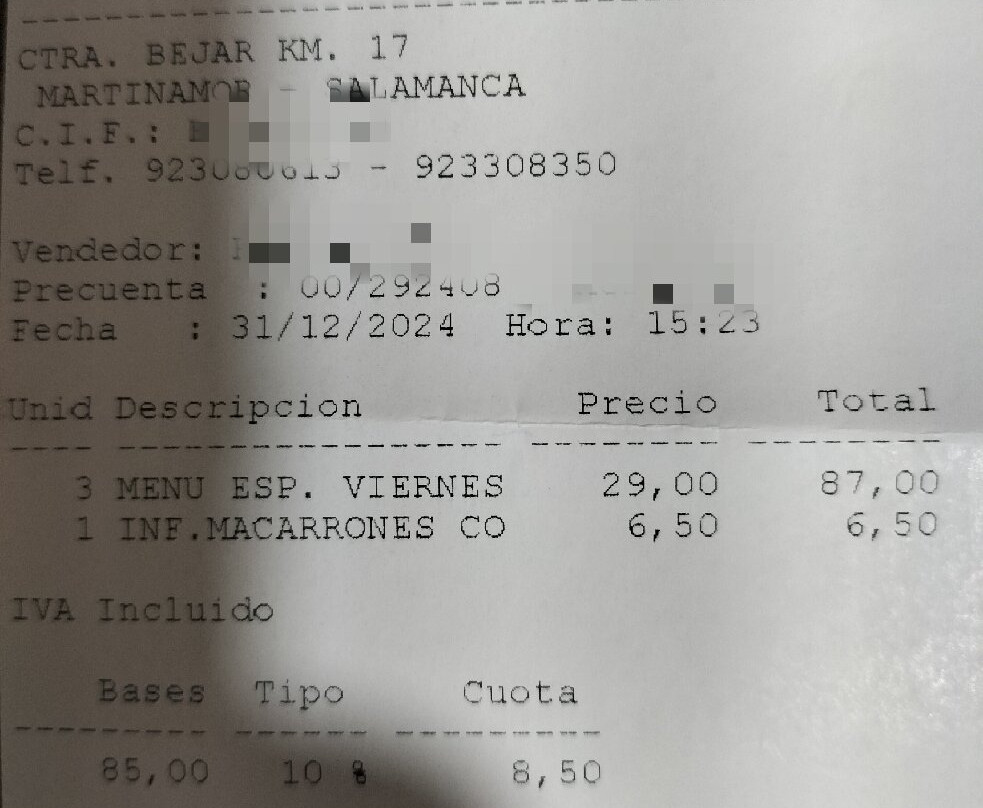 CTRA. BEJAR KM. 17
MARTINAMOR - SALAMANCA
C.I.F.:
Telf. 923080613 - 923308350
Vendedor:
Precuenta : 00/292408
Fecha : 31/12/2024 Hora: 15:23
Unid Descripcion Precio Total
3 MENU ESP. VIERNES 29,00 87,00
1 INF.MACARRONES CO 6,50 6,50
IVA Incluido
Bases Tipo Cuota
85,00 10 % 8,50